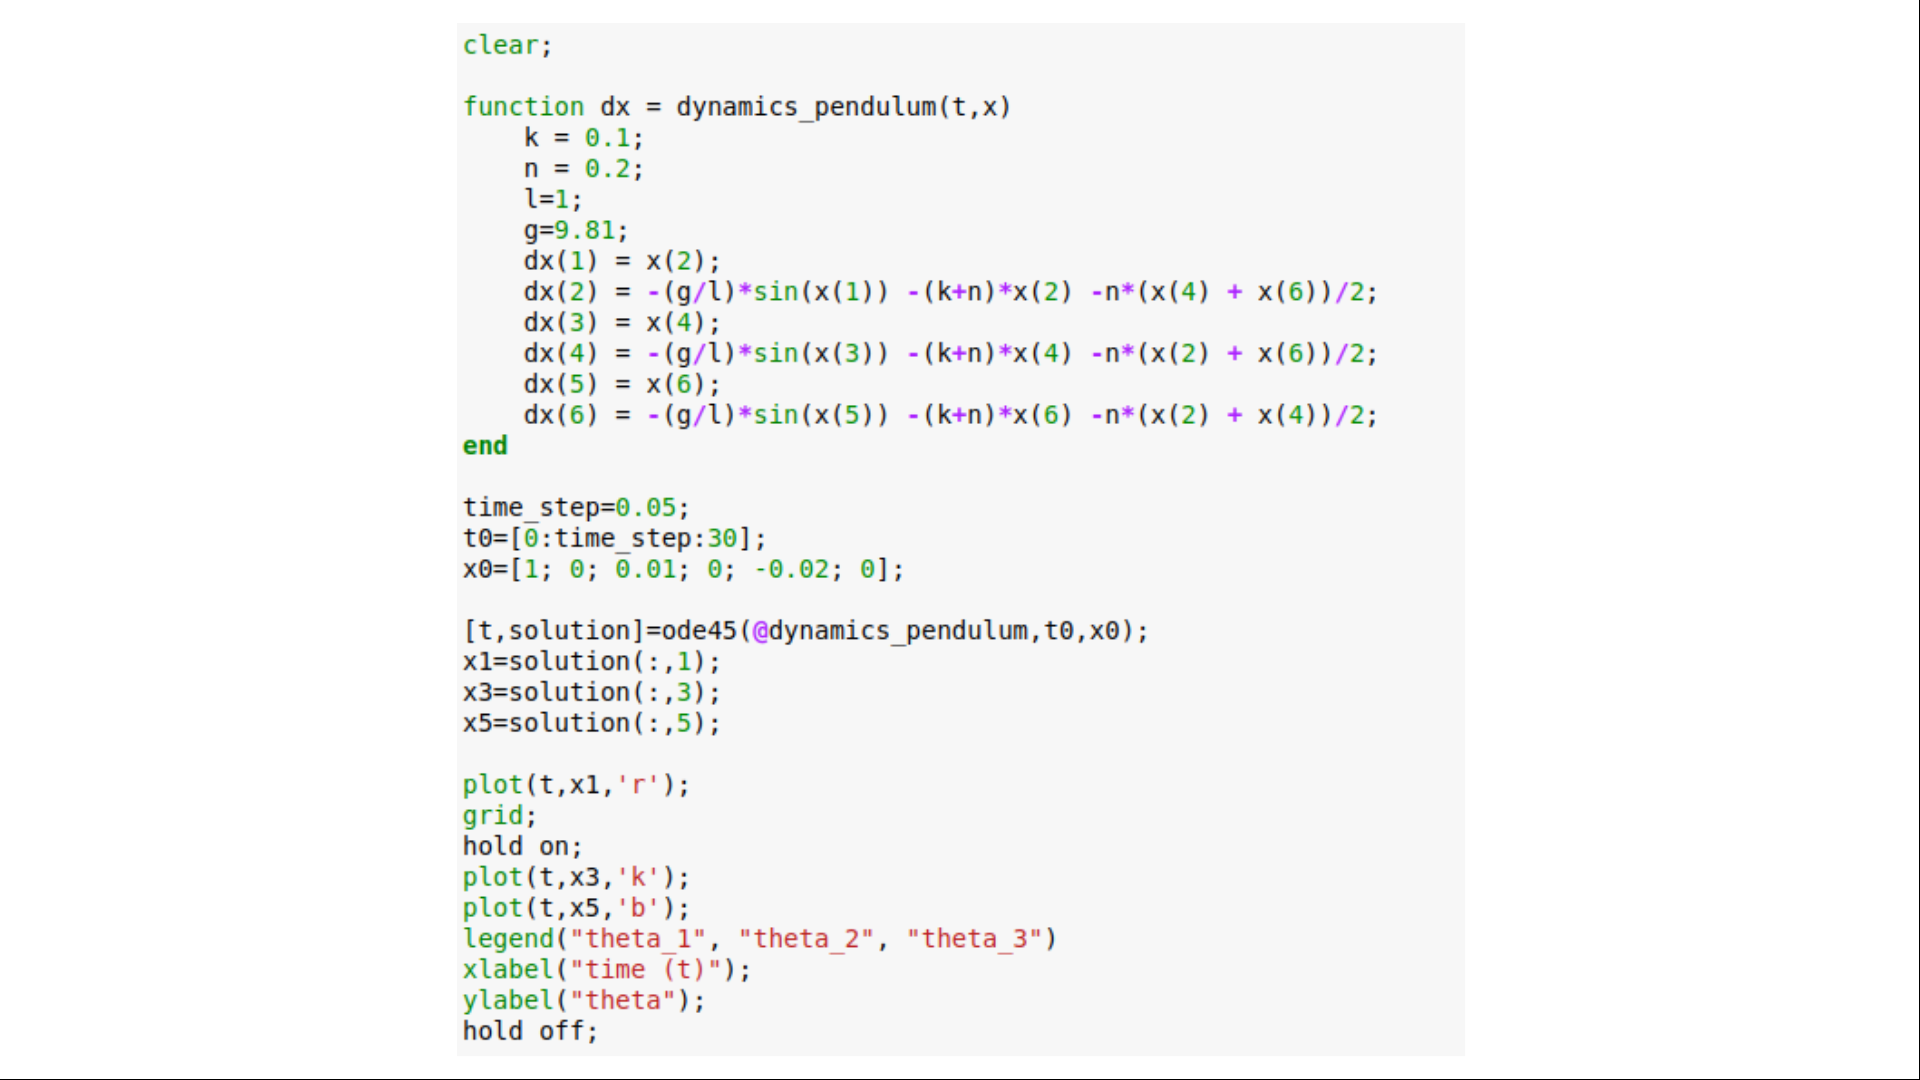 clear;
function dx = dynamics_pendulum(t,x)
    k = 0.1;
    n = 0.2;
    l=1;
    g=9.81;
    dx(1) = x(2);
    dx(2) = -(g/l)*sin(x(1)) -(k+n)*x(2) -n*(x(4) + x(6))/2;
    dx(3) = x(4);
    dx(4) = -(g/l)*sin(x(3)) -(k+n)*x(4) -n*(x(2) + x(6))/2;
    dx(5) = x(6);
    dx(6) = -(g/l)*sin(x(5)) -(k+n)*x(6) -n*(x(2) + x(4))/2;
end
time_step=0.05;
t0=[0:time_step:30];
x0=[1; 0; 0.01; 0; -0.02; 0];
[t,solution]=ode45(@dynamics_pendulum,t0,x0);
x1=solution(:,1);
x3=solution(:,3);
x5=solution(:,5);
plot(t,x1,'r');
grid;
hold on;
plot(t,x3,'k');
plot(t,x5,'b');
legend("theta_1", "theta_2", "theta_3")
xlabel("time (t)");
ylabel("theta");
hold off;